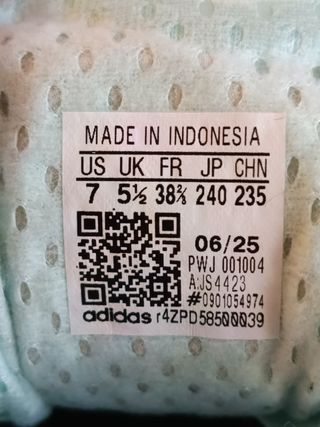 MADE IN INDONESIA
US UK FR JP CHN
7 5½ 38⅔ 240 235
06/25
PWJ 001004
A:JS4423
#0901054974
adidas r4ZPD58500039